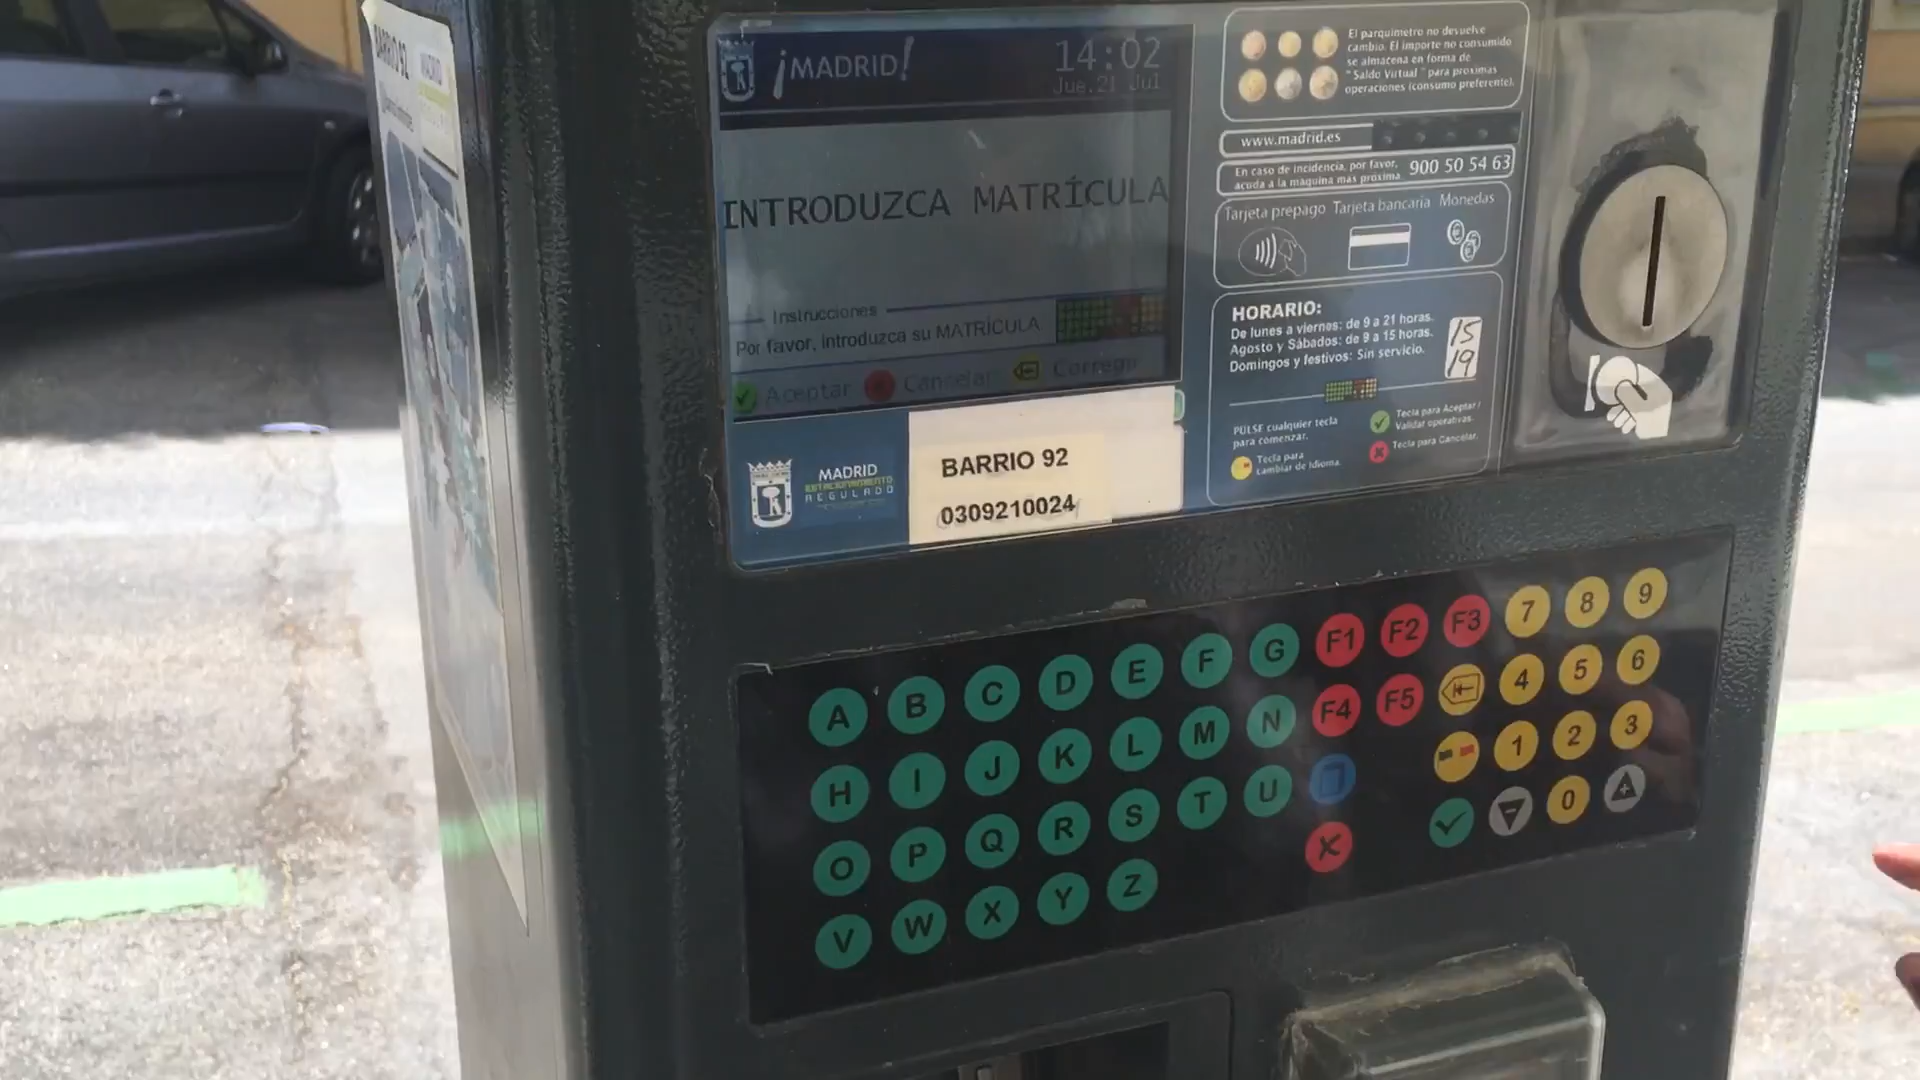 BARRIO 92
MADRID
¡MADRID!
14:02
Jue.21 Jul
INTRODUZCA MATRÍCULA
Instrucciones
Por favor, introduzca su MATRÍCULA
Aceptar Cancelar Corregir
MADRID
ESTACIONAMIENTO
REGULADO
BARRIO 92
0309210024
El parquímetro no devuelve
cambio. El importe no consumido
se almacena en forma de
"Saldo Virtual" para próximas
operaciones (consumo preferente).
www.madrid.es
En caso de incidencia, por favor,
acuda a la máquina más próxima
900 50 54 63
Tarjeta prepago Tarjeta bancaria Monedas
HORARIO:
De lunes a viernes: de 9 a 21 horas.
Agosto y Sábados: de 9 a 15 horas.
Domingos y festivos: Sin servicio.
15
19
PULSE cualquier tecla
para comenzar.
Tecla para
cambiar de Idioma.
Tecla para Aceptar /
Validar operativas.
Tecla para Cancelar.
A B C D E F G F1 F2 F3 7 8 9
H I J K L M N F4 F5 4 5 6
O P Q R S T U 1 2 3
V W X Y Z 0